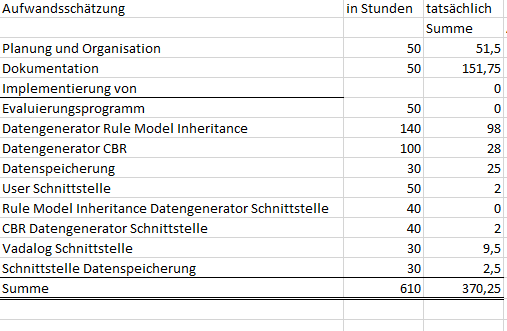 Aufwandsschätzung in Stunden tatsächlich
Summe
Planung und Organisation 50 51,5
Dokumentation 50 151,75
Implementierung von 0
Evaluierungsprogramm 50 0
Datengenerator Rule Model Inheritance 140 98
Datengenerator CBR 100 28
Datenspeicherung 30 25
User Schnittstelle 50 2
Rule Model Inheritance Datengenerator Schnittstelle 40 0
CBR Datengenerator Schnittstelle 40 2
Vadalog Schnittstelle 30 9,5
Schnittstelle Datenspeicherung 30 2,5
Summe 610 370,25